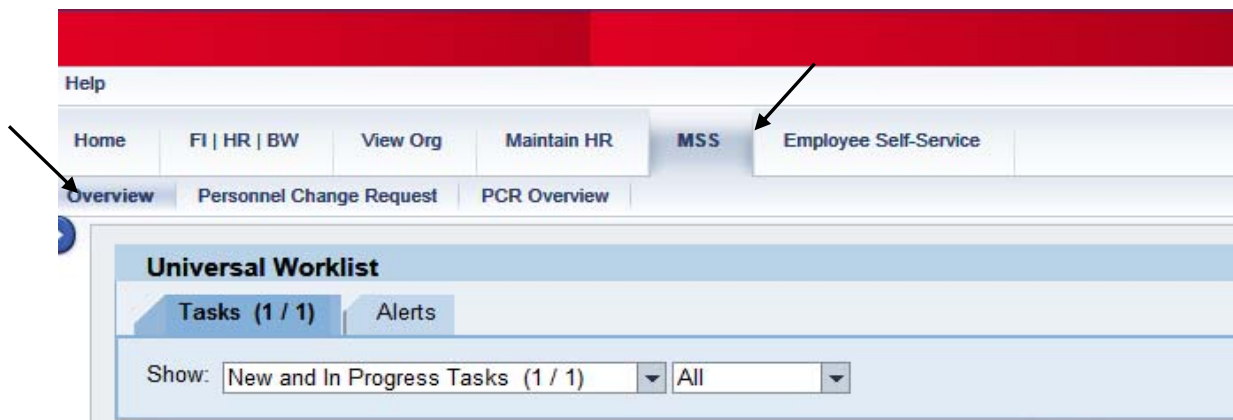 Help
Home FI | HR | BW View Org Maintain HR MSS Employee Self-Service
Overview Personnel Change Request PCR Overview
Universal Worklist
Tasks (1 / 1) Alerts
Show: New and In Progress Tasks (1 / 1) All